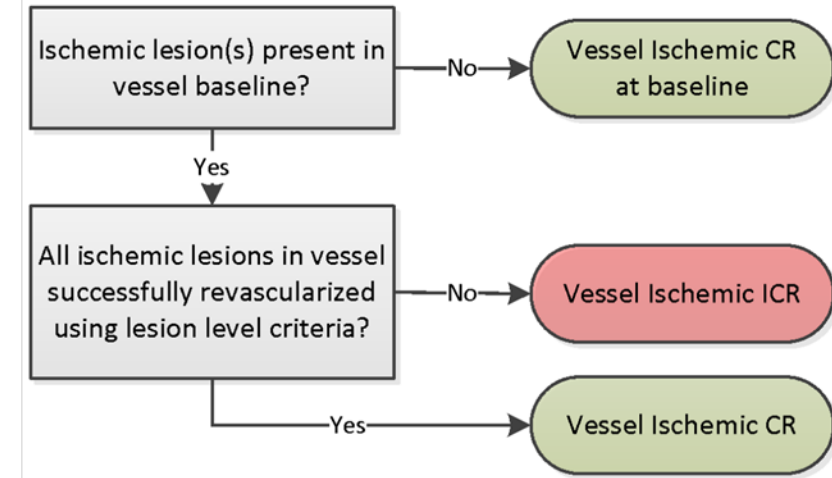 Ischemic lesion(s) present in
vessel baseline?
No
Vessel Ischemic CR
at baseline
Yes
All ischemic lesions in vessel
successfully revascularized
using lesion level criteria?
No
Vessel Ischemic ICR
Yes
Vessel Ischemic CR